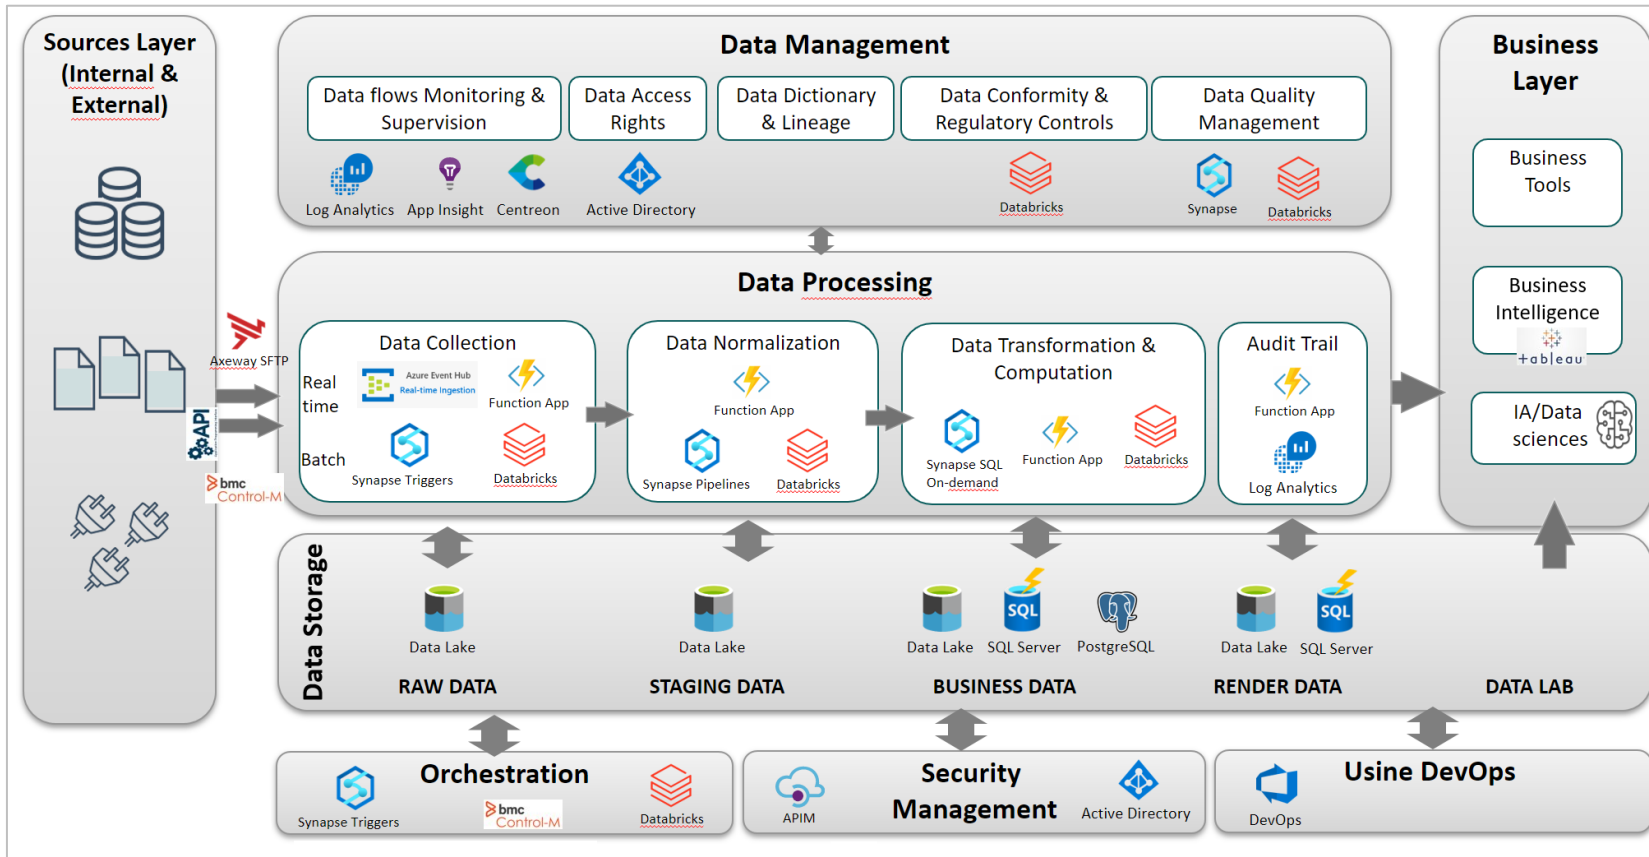 Sources Layer
(Internal &
External)
Axeway SFTP
API
bmc
Control-M
Data Management
Data flows Monitoring &
Supervision
Data Access
Rights
Data Dictionary
& Lineage
Data Conformity &
Regulatory Controls
Data Quality
Management
Log Analytics
App Insight
Centreon
Active Directory
Databricks
Synapse
Databricks
Data Processing
Data Collection
Real
time
Azure Event Hub
Real-time Ingestion
Function App
Batch
Synapse Triggers
Databricks
Data Normalization
Function App
Synapse Pipelines
Databricks
Data Transformation &
Computation
Synapse SQL
On-demand
Function App
Databricks
Audit Trail
Function App
Log Analytics
Business
Layer
Business
Tools
Business
Intelligence
+ableau
IA/Data
sciences
Data Storage
Data Lake
RAW DATA
Data Lake
STAGING DATA
Data Lake
SQL
SQL Server
PostgreSQL
BUSINESS DATA
Data Lake
SQL
SQL Server
RENDER DATA
DATA LAB
Orchestration
Synapse Triggers
bmc
Control-M
Databricks
Security
Management
APIM
Active Directory
Usine DevOps
DevOps